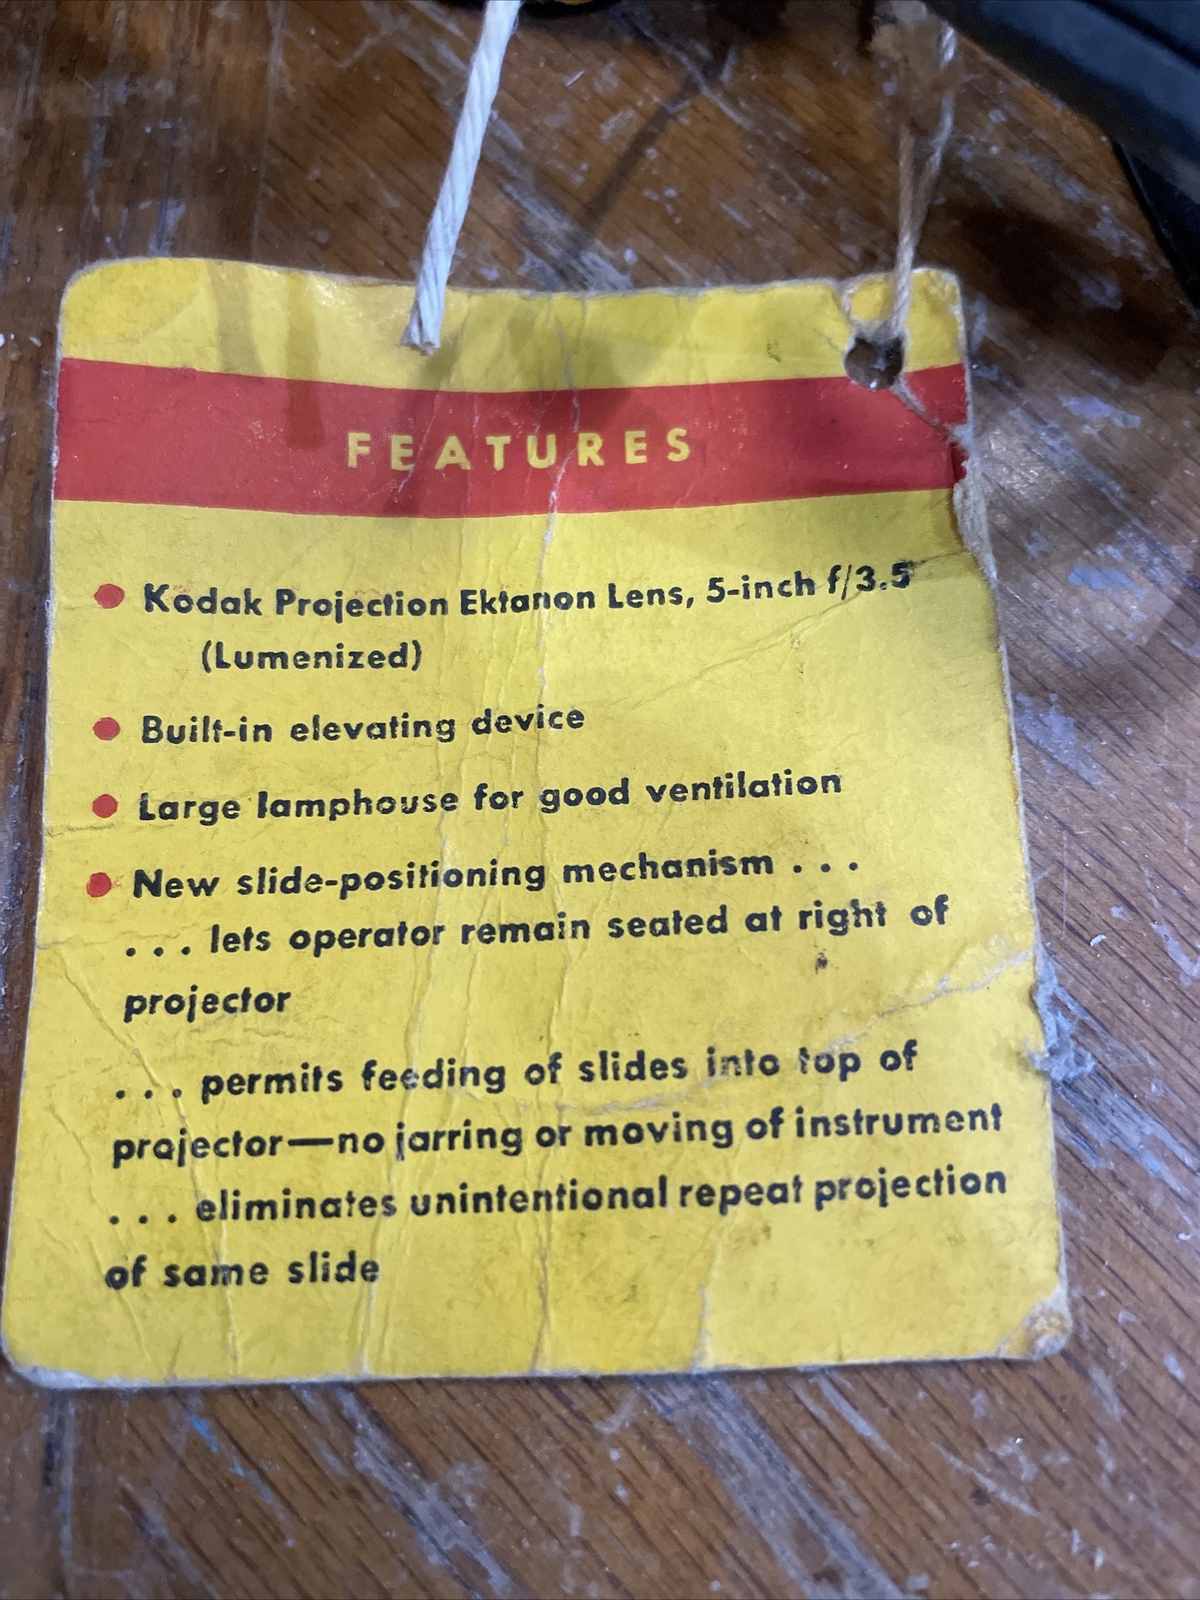 FEATURES
• Kodak Projection Ektanon Lens, 5-inch f/3.5
(Lumenized)
• Built-in elevating device
• Large lamphouse for good ventilation
• New slide-positioning mechanism . . .
. . . lets operator remain seated at right of
projector
. . . permits feeding of slides into top of
projector—no jarring or moving of instrument
. . . eliminates unintentional repeat projection
of same slide